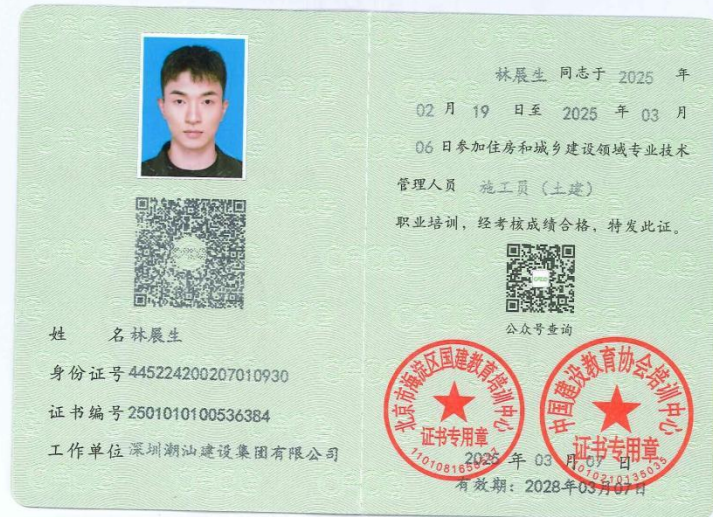 姓 名 林展生
身份证号 445224200207010930
证书编号 2501010100536384
工作单位 深圳潮汕建设集团有限公司
林展生 同志于 2025 年
02 月 19 日至 2025 年 03 月
06 日参加住房和城乡建设领域专业技术
管理人员 施工员（土建）
职业培训，经考核成绩合格，特发此证。
公众号查询
北京市海淀区国建教育培训中心
证书专用章
中国建设教育协会培训中心
证书专用章
1010210135035
2025 年 03 月 07 日
有效期：2028年03月07日